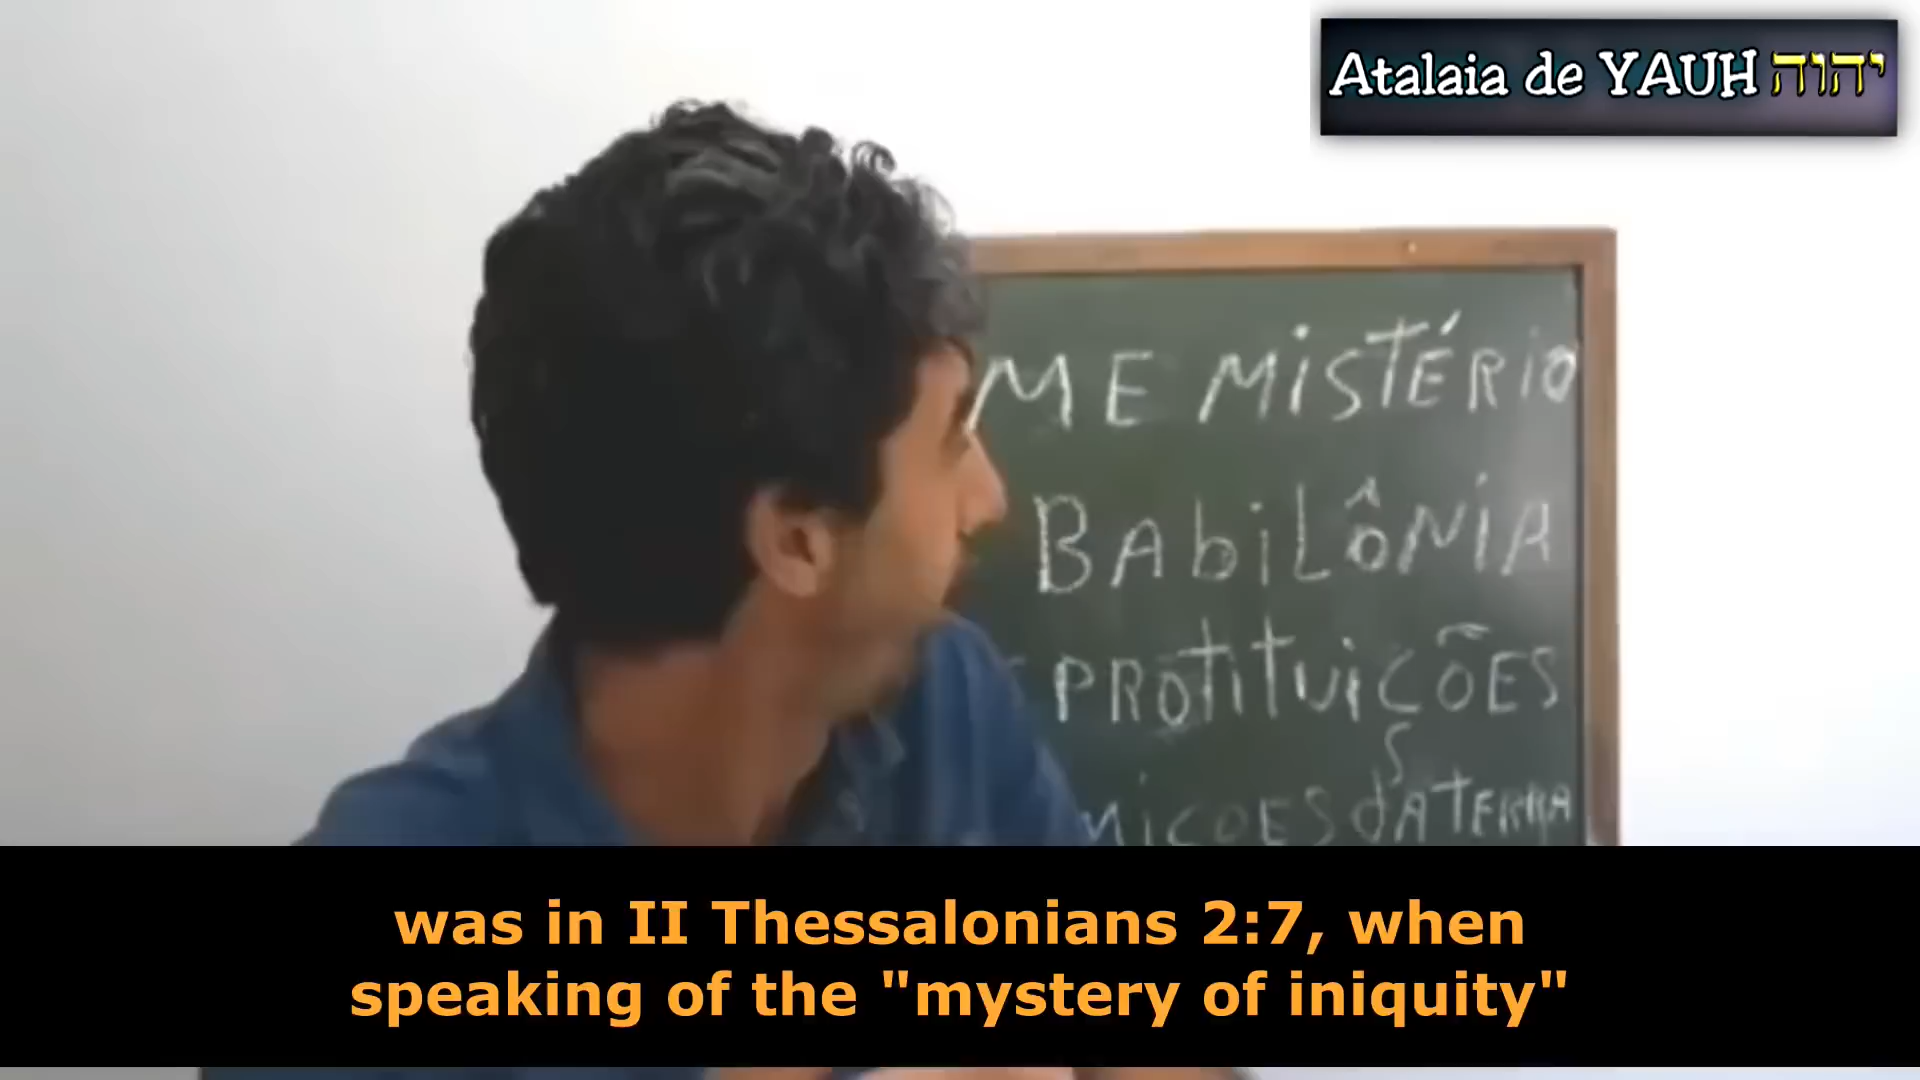 Atalaia de YAUH יהוה
ME MISTÉRIO
BABILÔNIA
PROTITUIÇÕES
S
MIÇOES DA TERRA
was in II Thessalonians 2:7, when
speaking of the "mystery of iniquity"